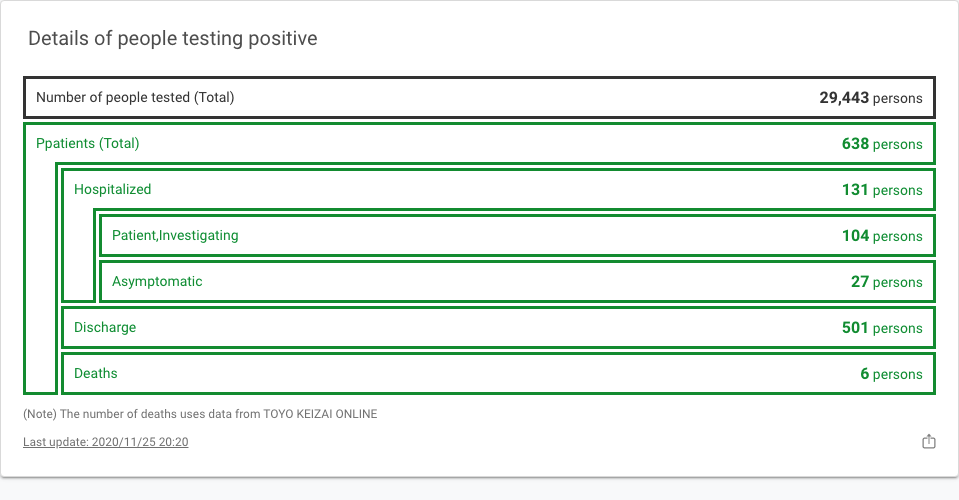 Details of people testing positive
Number of people tested (Total) 29,443 persons
Ppatients (Total) 638 persons
Hospitalized 131 persons
Patient,Investigating 104 persons
Asymptomatic 27 persons
Discharge 501 persons
Deaths 6 persons
(Note) The number of deaths uses data from TOYO KEIZAI ONLINE
Last update: 2020/11/25 20:20